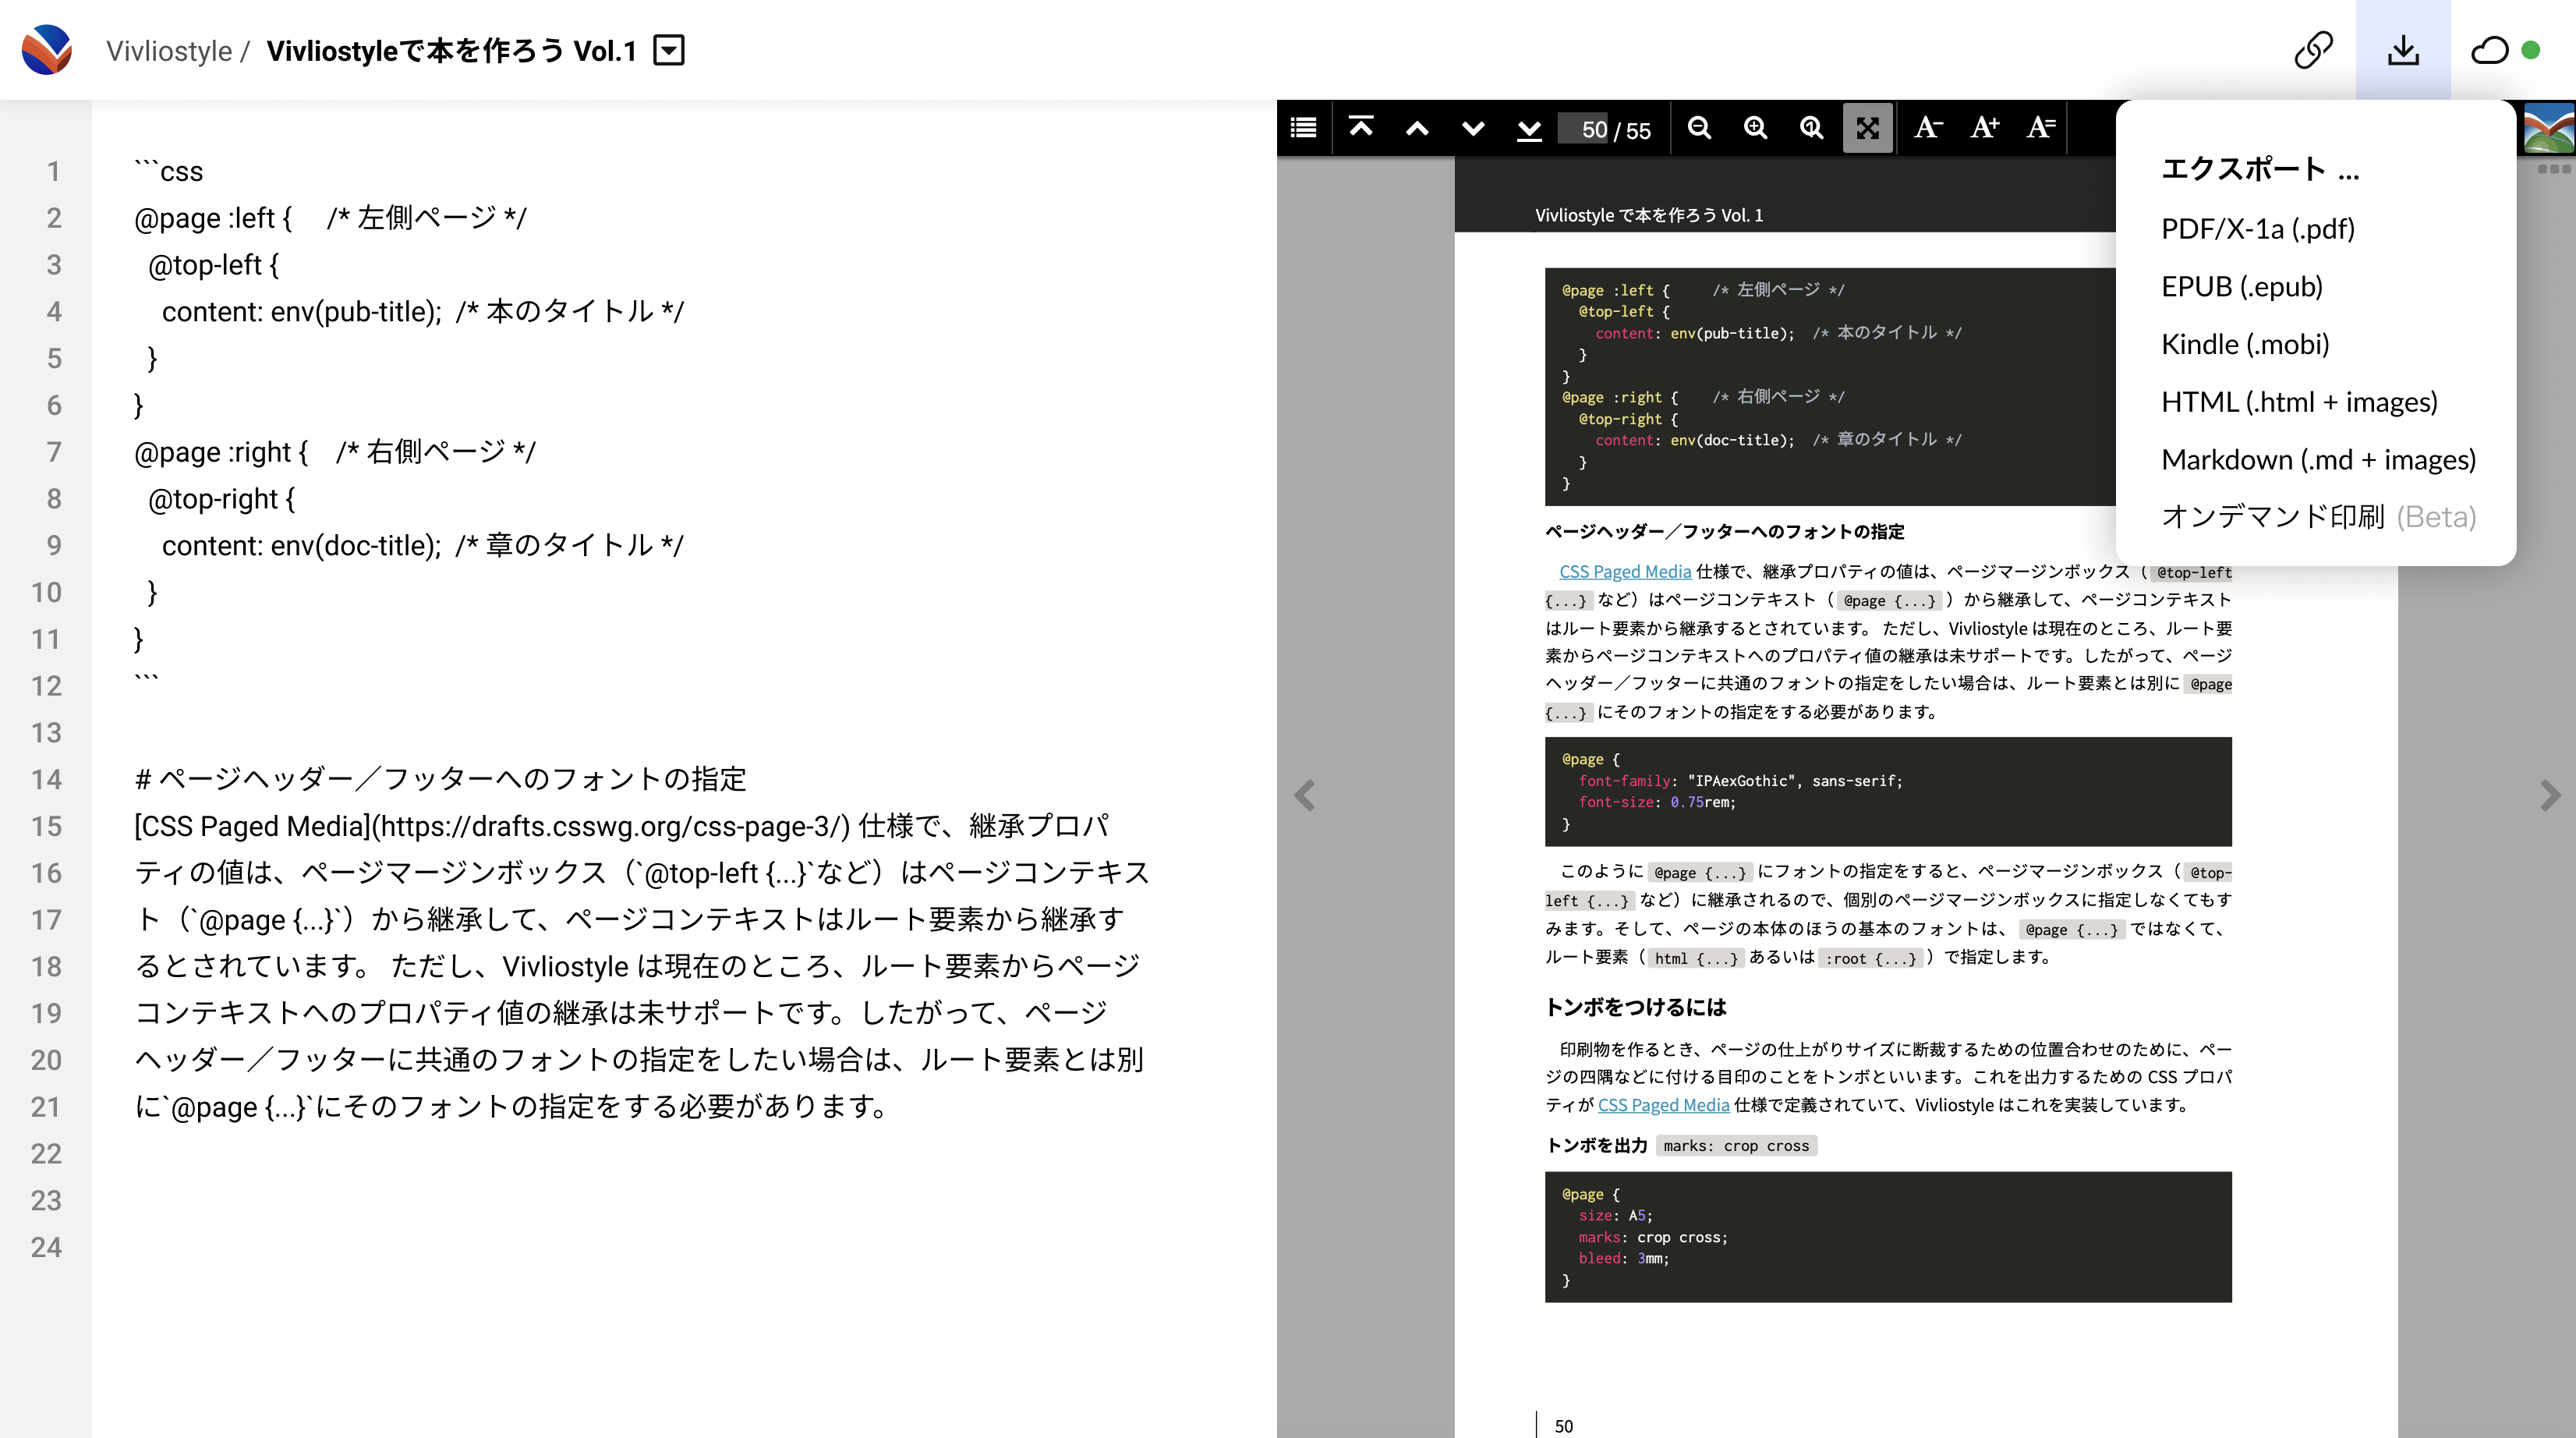 Vivliostyle / Vivliostyleで本を作ろう Vol.1
1 ```css
2 @page :left {     /* 左側ページ */
3   @top-left {
4     content: env(pub-title);  /* 本のタイトル */
5   }
6 }
7 @page :right {    /* 右側ページ */
8   @top-right {
9     content: env(doc-title);  /* 章のタイトル */
10   }
11 }
12 ```
13
14 # ページヘッダー／フッターへのフォントの指定
15 [CSS Paged Media](https://drafts.csswg.org/css-page-3/) 仕様で、継承プロパ
16 ティの値は、ページマージンボックス（`@top-left {...}`など）はページコンテキス
17 ト（`@page {...}`）から継承して、ページコンテキストはルート要素から継承す
18 るとされています。 ただし、Vivliostyle は現在のところ、ルート要素からページ
19 コンテキストへのプロパティ値の継承は未サポートです。したがって、ページ
20 ヘッダー／フッターに共通のフォントの指定をしたい場合は、ルート要素とは別
21 に`@page {...}`にそのフォントの指定をする必要があります。
22
23
24
50 / 55
A- A+ A=
エクスポート ...
PDF/X-1a (.pdf)
EPUB (.epub)
Kindle (.mobi)
HTML (.html + images)
Markdown (.md + images)
オンデマンド印刷 (Beta)
Vivliostyle で本を作ろう Vol. 1
@page :left {     /* 左側ページ */
  @top-left {
    content: env(pub-title);  /* 本のタイトル */
  }
}
@page :right {    /* 右側ページ */
  @top-right {
    content: env(doc-title);  /* 章のタイトル */
  }
}
ページヘッダー／フッターへのフォントの指定
CSS Paged Media 仕様で、継承プロパティの値は、ページマージンボックス（ @top-left
{...} など）はページコンテキスト（ @page {...} ）から継承して、ページコンテキスト
はルート要素から継承するとされています。 ただし、Vivliostyle は現在のところ、ルート要
素からページコンテキストへのプロパティ値の継承は未サポートです。したがって、ページ
ヘッダー／フッターに共通のフォントの指定をしたい場合は、ルート要素とは別に @page
{...} にそのフォントの指定をする必要があります。
@page {
  font-family: "IPAexGothic", sans-serif;
  font-size: 0.75rem;
}
このように @page {...} にフォントの指定をすると、ページマージンボックス（ @top-
left {...} など）に継承されるので、個別のページマージンボックスに指定しなくてもす
みます。そして、ページの本体のほうの基本のフォントは、 @page {...} ではなくて、
ルート要素（ html {...} あるいは :root {...} ）で指定します。
トンボをつけるには
印刷物を作るとき、ページの仕上がりサイズに断裁するための位置合わせのために、ペー
ジの四隅などに付ける目印のことをトンボといいます。これを出力するための CSS プロパ
ティが CSS Paged Media 仕様で定義されていて、Vivliostyle はこれを実装しています。
トンボを出力 marks: crop cross
@page {
  size: A5;
  marks: crop cross;
  bleed: 3mm;
}
50